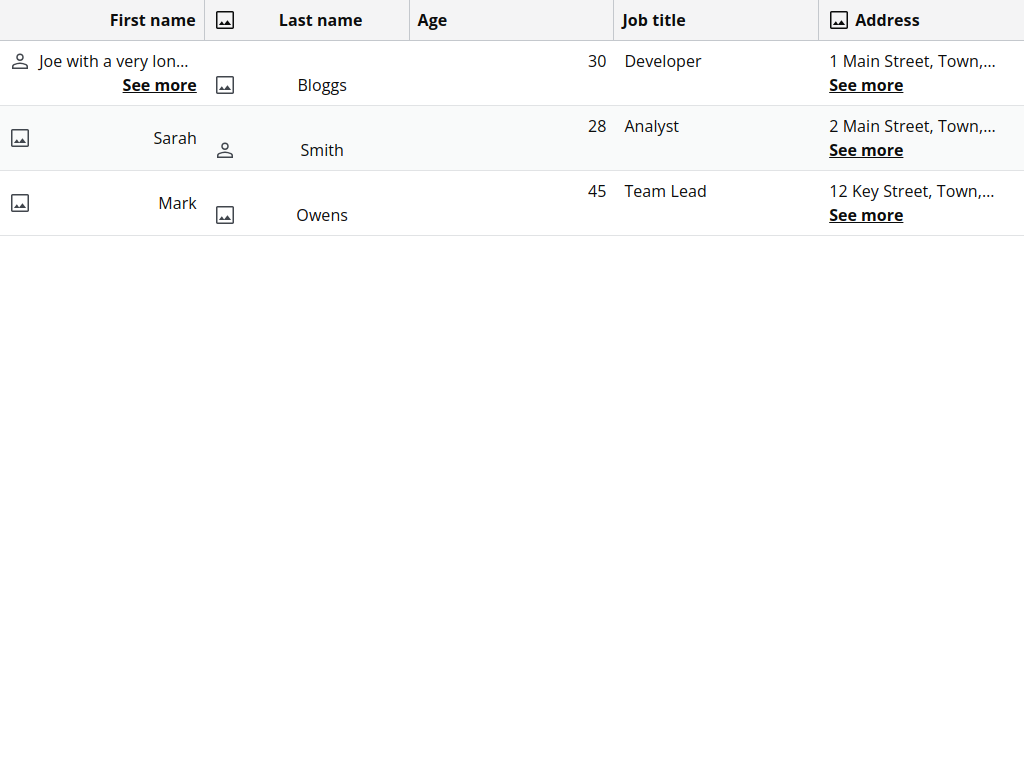 First name Last name Age Job title Address
Joe with a very lon... 30 Developer 1 Main Street, Town,...
See more Bloggs See more
Sarah Smith 28 Analyst 2 Main Street, Town,...
See more
Mark Owens 45 Team Lead 12 Key Street, Town,...
See more